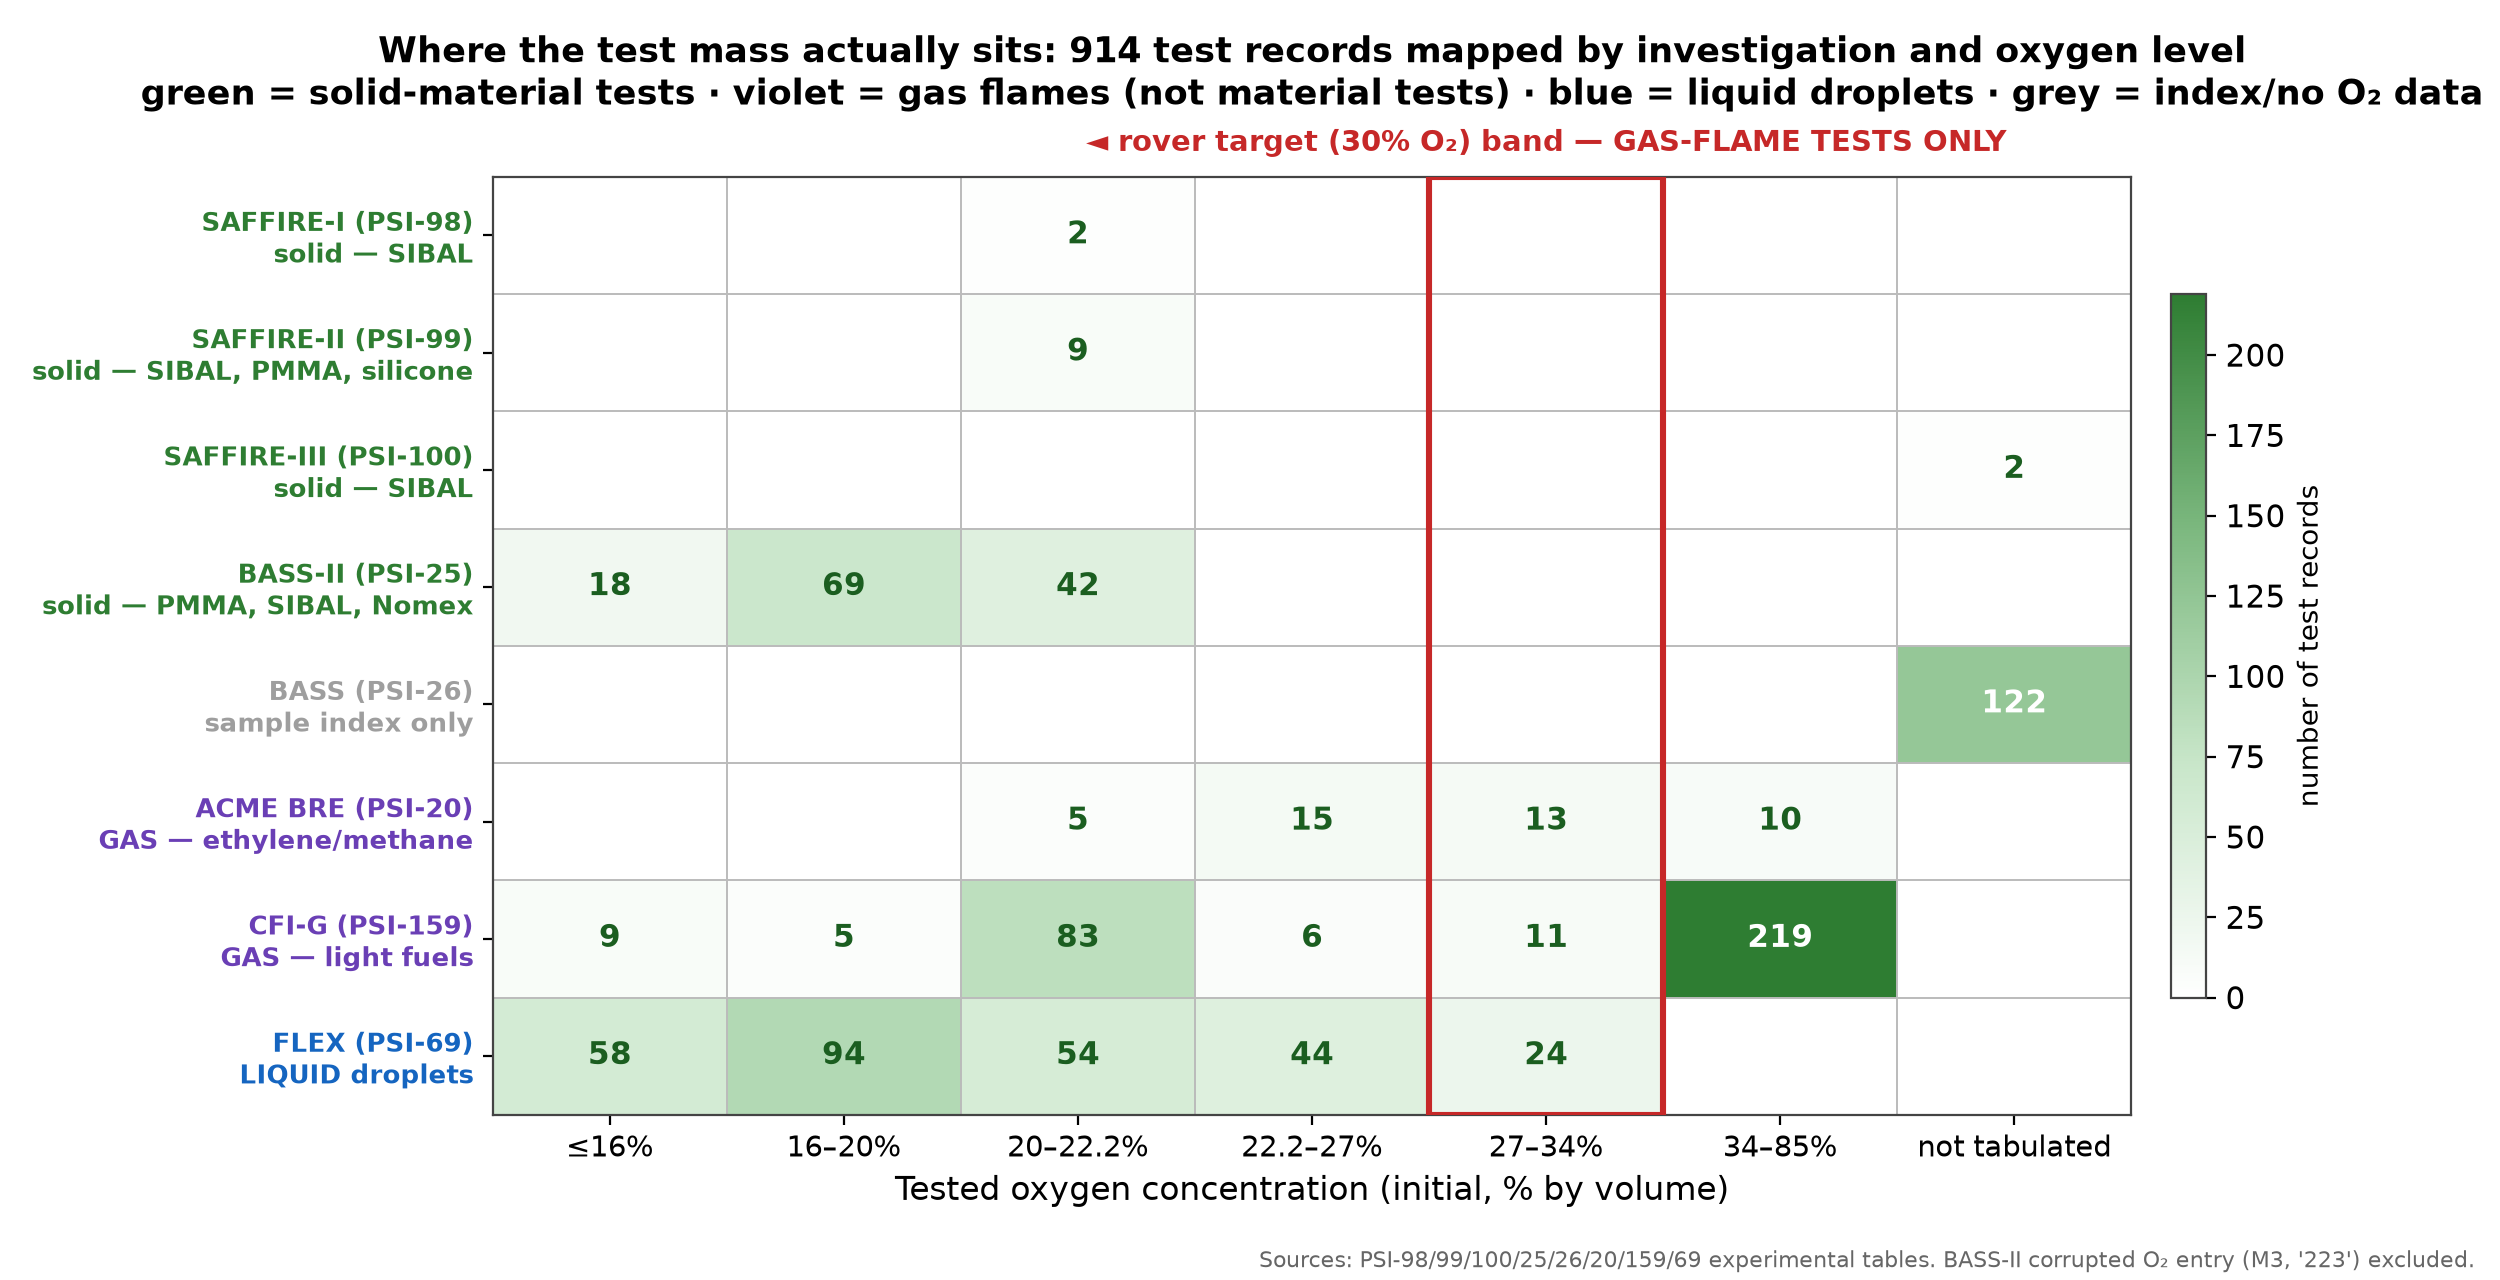 Where the test mass actually sits: 914 test records mapped by investigation and oxygen level
green = solid-material tests · violet = gas flames (not material tests) · blue = liquid droplets · grey = index/no O₂ data
◄ rover target (30% O₂) band — GAS-FLAME TESTS ONLY
SAFFIRE-I (PSI-98)
solid — SIBAL
2
SAFFIRE-II (PSI-99)
solid — SIBAL, PMMA, silicone
9
SAFFIRE-III (PSI-100)
solid — SIBAL
2
BASS-II (PSI-25)
solid — PMMA, SIBAL, Nomex
18 69 42
BASS (PSI-26)
sample index only
122
ACME BRE (PSI-20)
GAS — ethylene/methane
5 15 13 10
CFI-G (PSI-159)
GAS — light fuels
9 5 83 6 11 219
FLEX (PSI-69)
LIQUID droplets
58 94 54 44 24
≤16% 16–20% 20–22.2% 22.2–27% 27–34% 34–85% not tabulated
Tested oxygen concentration (initial, % by volume)
200
175
150
125
100
75
50
25
0
number of test records
Sources: PSI-98/99/100/25/26/20/159/69 experimental tables. BASS-II corrupted O₂ entry (M3, '223') excluded.